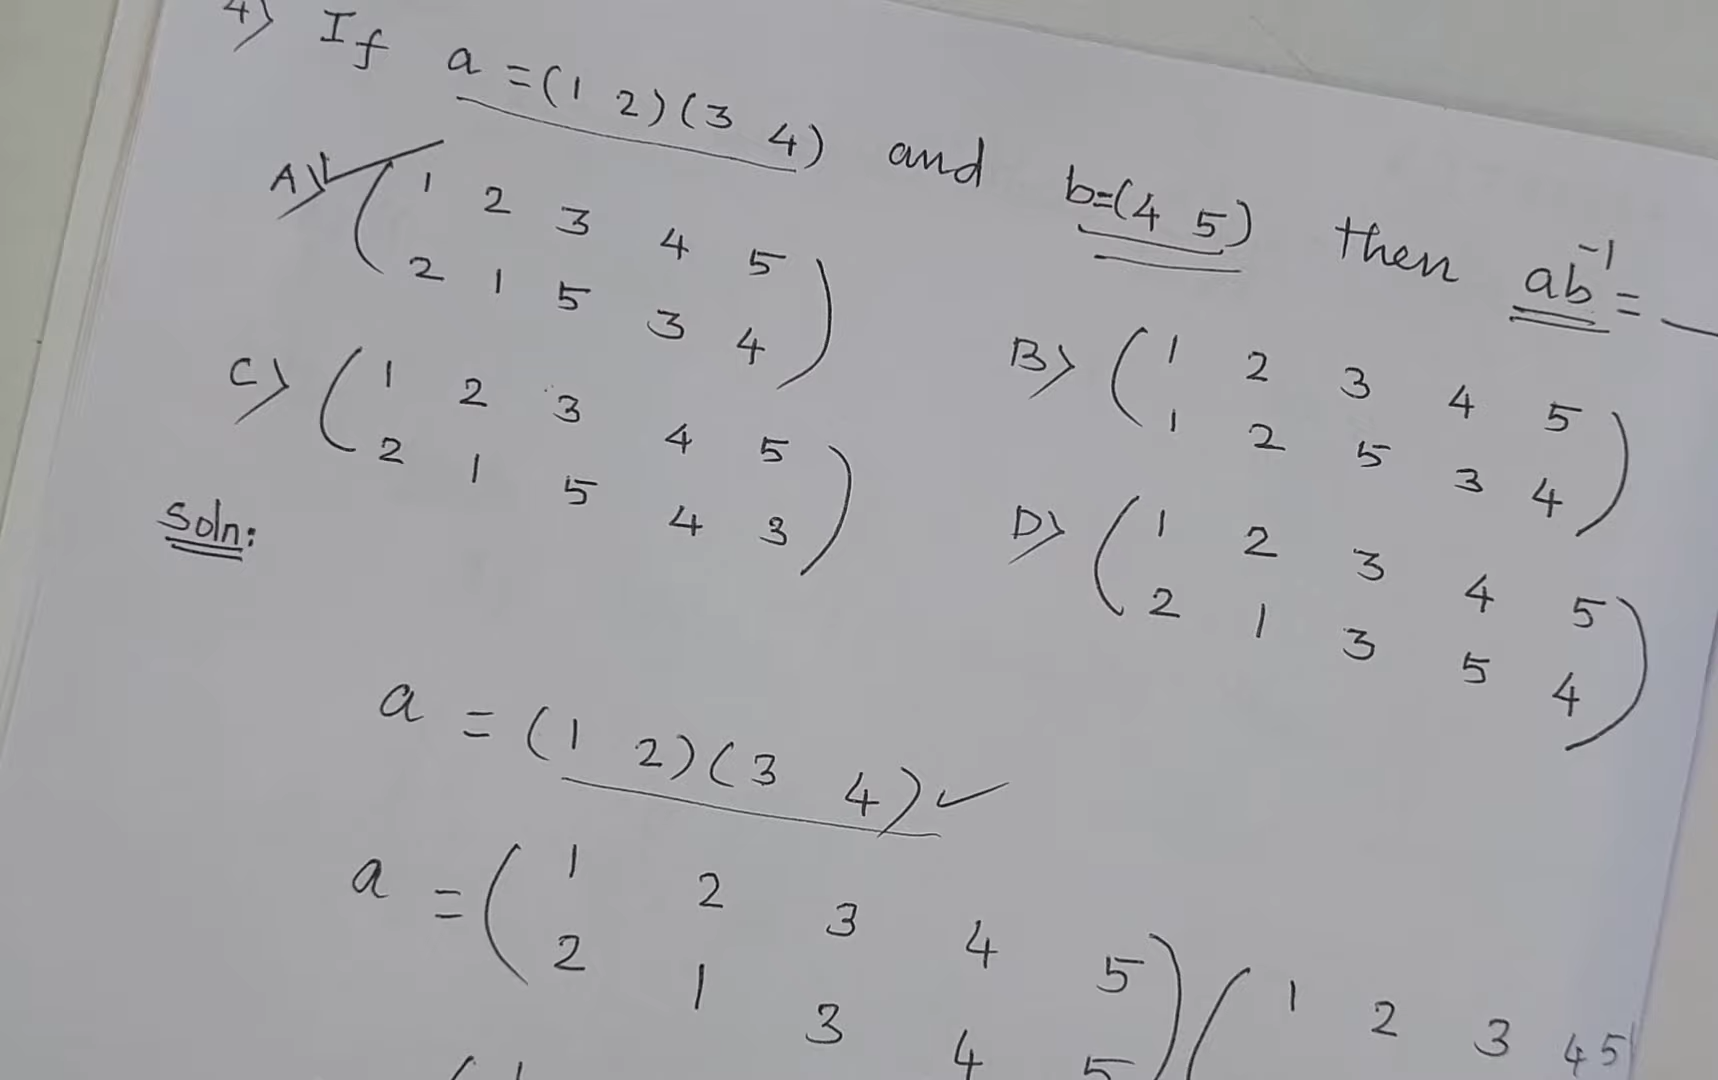 4) If a = (1 2)(3 4) and b=(4 5) then ab⁻¹ = —
A) (1 2 3 4 5
2 1 5 3 4)
B) (1 2 3 4 5
1 2 5 3 4)
C) (1 2 3 4 5
2 1 5 4 3)
D) (1 2 3 4 5
2 1 3 5 4)
Soln:
a = (1 2)(3 4) ✓
a = (1 2 3 4 5) (1 2 3 4 5
2 1 3 4 5)
(1